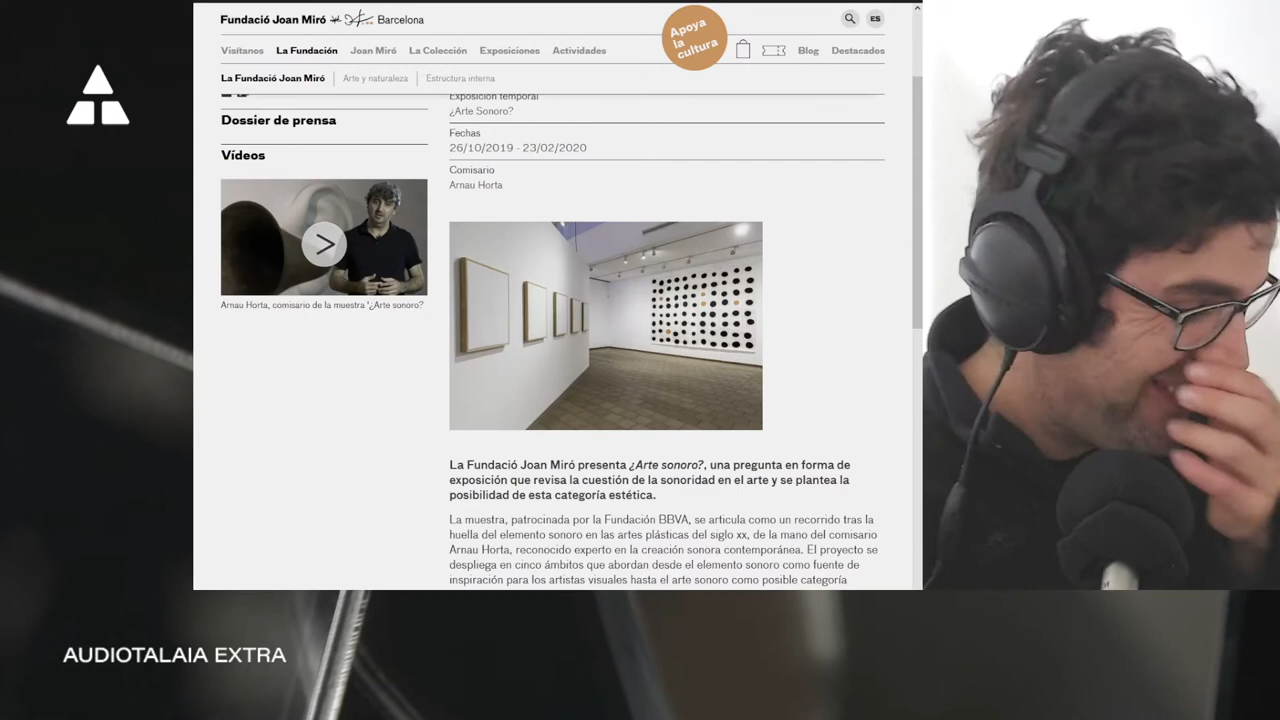 Fundació Joan Miró Barcelona
ES
Visítanos La Fundación Joan Miró La Colección Exposiciones Actividades Blog Destacados
Apoya
la
cultura
La Fundació Joan Miró Arte y naturaleza Estructura interna
Dossier de prensa
Vídeos
Arnau Horta, comisario de la muestra '¿Arte sonoro?
Exposición temporal
¿Arte Sonoro?
Fechas
26/10/2019 - 23/02/2020
Comisario
Arnau Horta
La Fundació Joan Miró presenta ¿Arte sonoro?, una pregunta en forma de
exposición que revisa la cuestión de la sonoridad en el arte y se plantea la
posibilidad de esta categoría estética.
La muestra, patrocinada por la Fundación BBVA, se articula como un recorrido tras la
huella del elemento sonoro en las artes plásticas del siglo xx, de la mano del comisario
Arnau Horta, reconocido experto en la creación sonora contemporánea. El proyecto se
despliega en cinco ámbitos que abordan desde el elemento sonoro como fuente de
inspiración para los artistas visuales hasta el arte sonoro como posible categoría
AUDIOTALAIA EXTRA